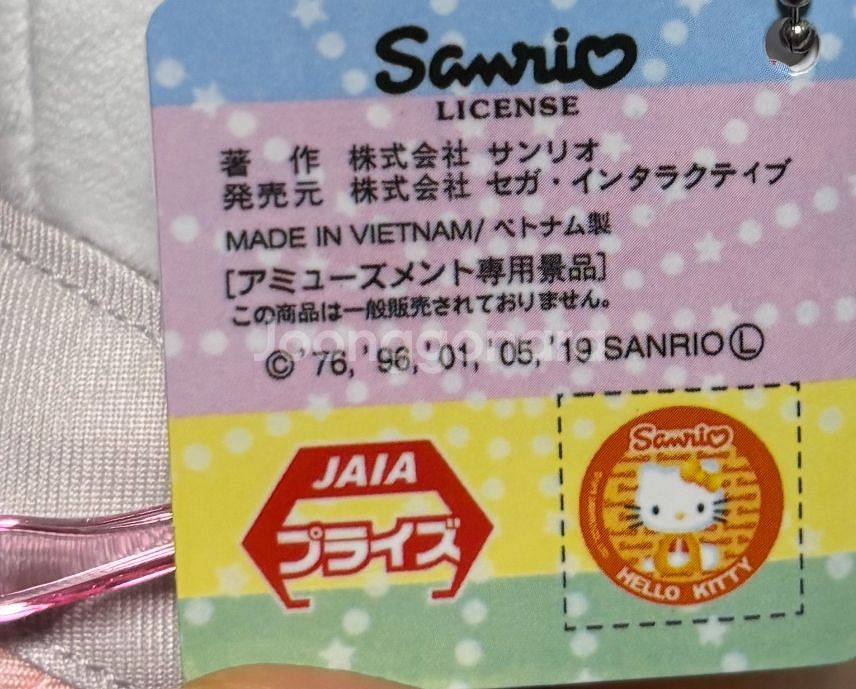 Sanrio
LICENSE
著　作 株式会社 サンリオ
発売元 株式会社 セガ・インタラクティブ
MADE IN VIETNAM/ ベトナム製
[アミューズメント専用景品]
この商品は一般販売されておりません。
Joonggonara
©'76,'96,'01,'05,'19 SANRIO Ⓛ
JAIA
プライズ
Sanrio
HELLO KITTY